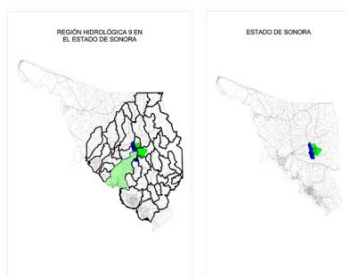 REGIÓN HIDROLÓGICA 9 EN
EL ESTADO DE SONORA
ESTADO DE SONORA